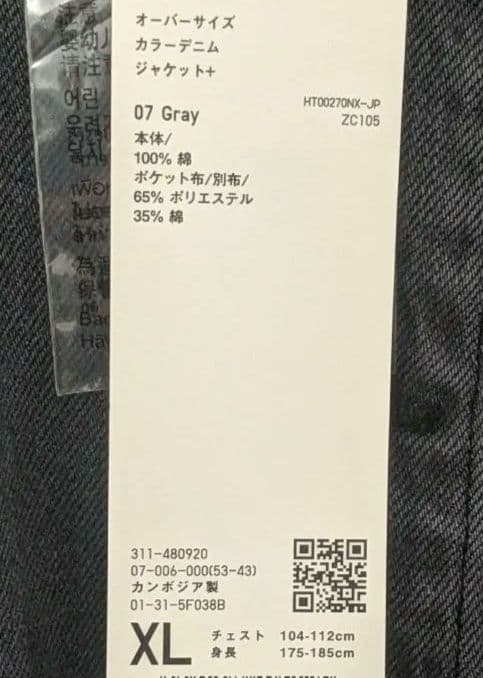 オーバーサイズ
カラーデニム
ジャケット+
07 Gray
HT00270NX-JP
ZC105
本体/
100% 綿
ポケット布/別布/
65% ポリエステル
35% 綿
311-480920
07-006-000(53-43)
カンボジア製
01-31-5F038B
XL
チェスト 104-112cm
身長 175-185cm